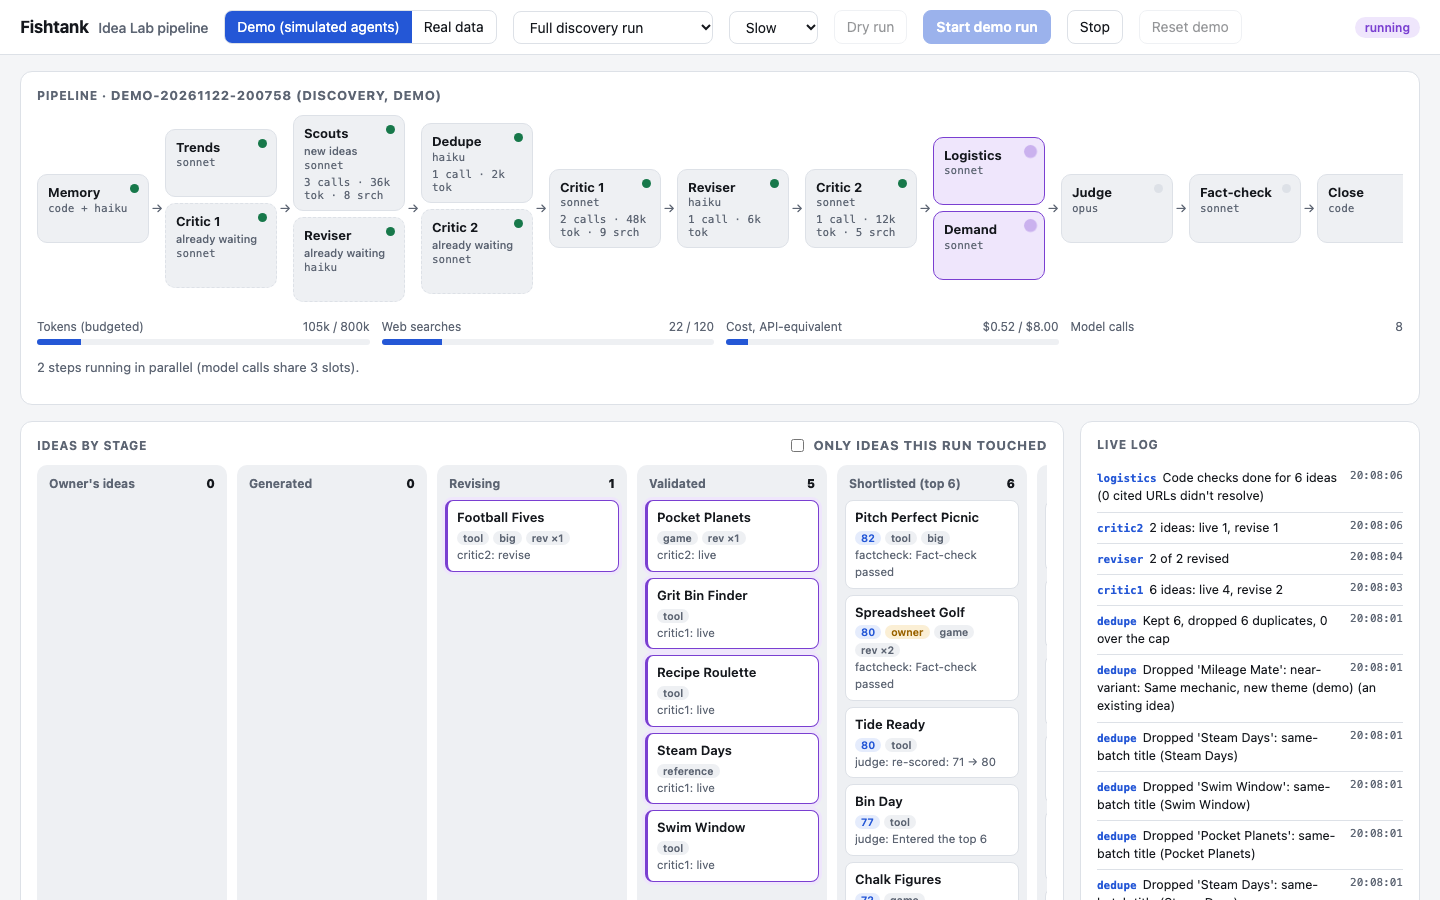 Fishtank Idea Lab pipeline
Demo (simulated agents)
Real data
Full discovery run
Slow
Dry run
Start demo run
Stop
Reset demo
running
PIPELINE · DEMO-20261122-200758 (DISCOVERY, DEMO)
Memory
code + haiku
→
Trends
sonnet
Critic 1
already waiting
sonnet
→
Scouts
new ideas
sonnet
3 calls · 36k
tok · 8 srch
Reviser
already waiting
haiku
→
Dedupe
haiku
1 call · 2k
tok
Critic 2
already waiting
sonnet
→
Critic 1
sonnet
2 calls · 48k
tok · 9 srch
→
Reviser
haiku
1 call · 6k
tok
→
Critic 2
sonnet
1 call · 12k
tok · 5 srch
→
Logistics
sonnet
Demand
sonnet
→
Judge
opus
→
Fact-check
sonnet
→
Close
code
Tokens (budgeted) 105k / 800k
Web searches 22 / 120
Cost, API-equivalent $0.52 / $8.00
Model calls 8
2 steps running in parallel (model calls share 3 slots).
IDEAS BY STAGE
ONLY IDEAS THIS RUN TOUCHED
Owner's ideas 0
Generated 0
Revising 1
Football Fives
tool big rev ×1
critic2: revise
Validated 5
Pocket Planets
game rev ×1
critic2: live
Grit Bin Finder
tool
critic1: live
Recipe Roulette
tool
critic1: live
Steam Days
reference
critic1: live
Swim Window
tool
critic1: live
Shortlisted (top 6) 6
Pitch Perfect Picnic
82 tool big
factcheck: Fact-check
passed
Spreadsheet Golf
80 owner game
rev ×2
factcheck: Fact-check
passed
Tide Ready
80 tool
judge: re-scored: 71 → 80
Bin Day
77 tool
judge: Entered the top 6
Chalk Figures
72 game
LIVE LOG
logistics Code checks done for 6 ideas 20:08:06
(0 cited URLs didn't resolve)
critic2 2 ideas: live 1, revise 1 20:08:06
reviser 2 of 2 revised 20:08:04
critic1 6 ideas: live 4, revise 2 20:08:03
dedupe Kept 6, dropped 6 duplicates, 0 20:08:01
over the cap
dedupe Dropped 'Mileage Mate': near- 20:08:01
variant: Same mechanic, new theme (demo) (an
existing idea)
dedupe Dropped 'Steam Days': same- 20:08:01
batch title (Steam Days)
dedupe Dropped 'Swim Window': same- 20:08:01
batch title (Swim Window)
dedupe Dropped 'Pocket Planets': same- 20:08:01
batch title (Pocket Planets)
dedupe Dropped 'Steam Days': same- 20:08:01
batch title (Steam Days)